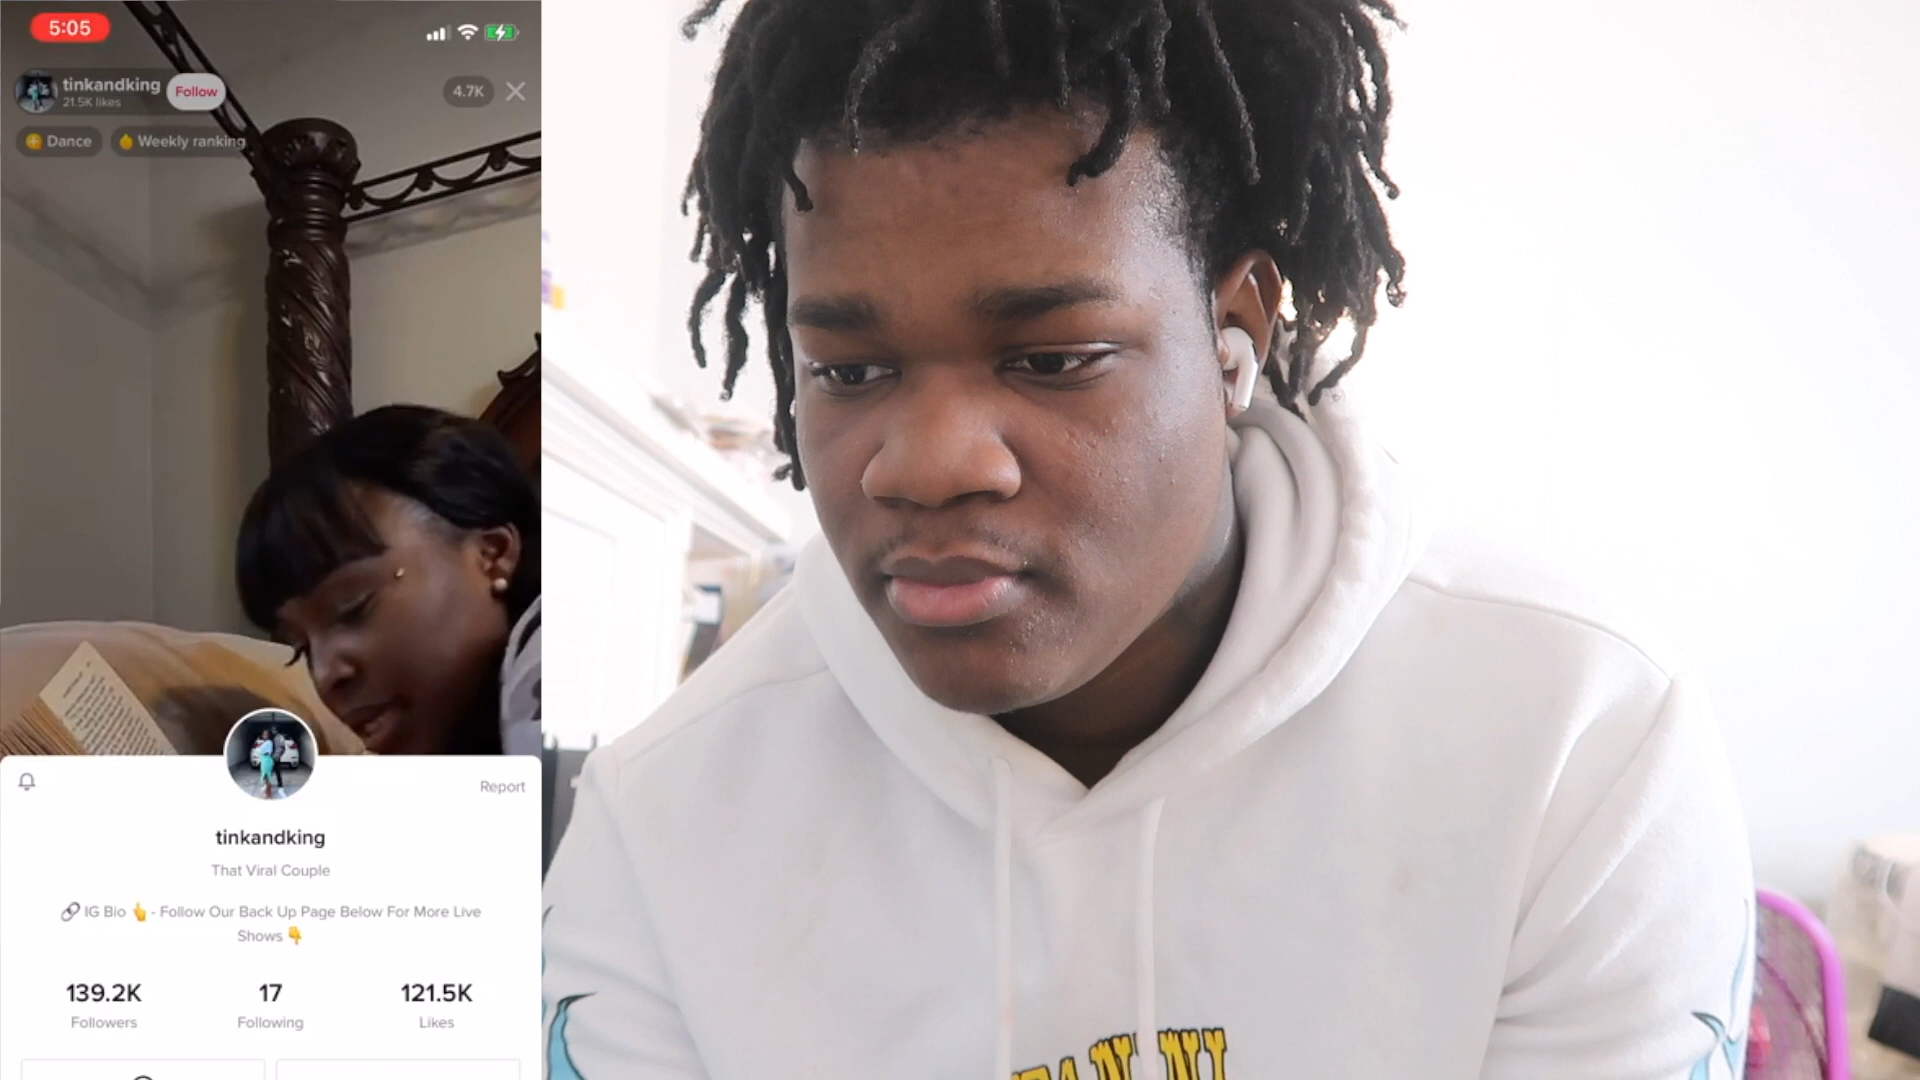 5:05
tinkandking
21.5K likes
Follow
4.7K
Dance
Weekly ranking
Report
tinkandking
That Viral Couple
🔗 IG Bio 👆 - Follow Our Back Up Page Below For More Live
Shows 👇
139.2K
17
121.5K
Followers
Following
Likes